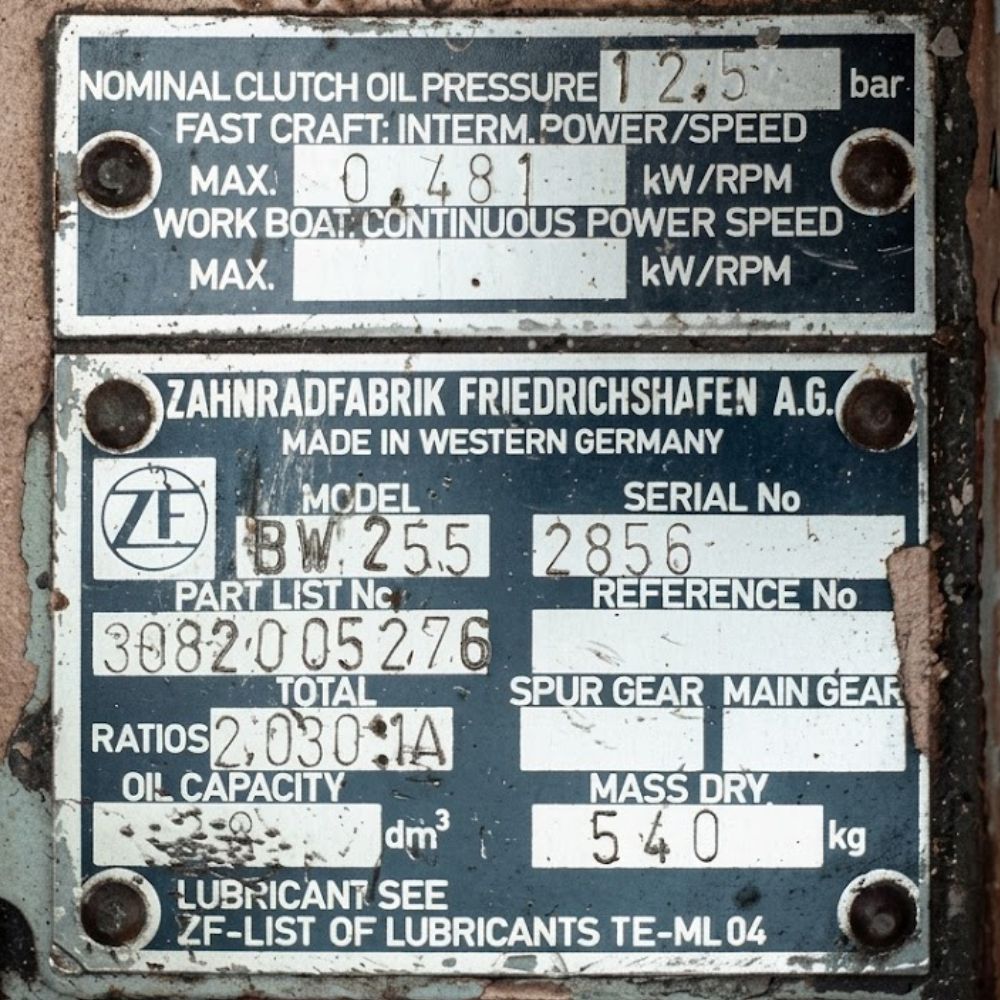 NOMINAL CLUTCH OIL PRESSURE 12,5 bar
FAST CRAFT: INTERM. POWER/SPEED
MAX. 0,481 kW/RPM
WORK BOAT CONTINUOUS POWER SPEED
MAX. kW/RPM
ZAHNRADFABRIK FRIEDRICHSHAFEN A.G.
MADE IN WESTERN GERMANY
ZF
MODEL SERIAL No
BW 255 2856
PART LIST No REFERENCE No
3082005276
TOTAL SPUR GEAR MAIN GEAR
RATIOS 2,030:1A
OIL CAPACITY MASS DRY
dm³ 540 kg
LUBRICANT SEE
ZF-LIST OF LUBRICANTS TE-ML 04